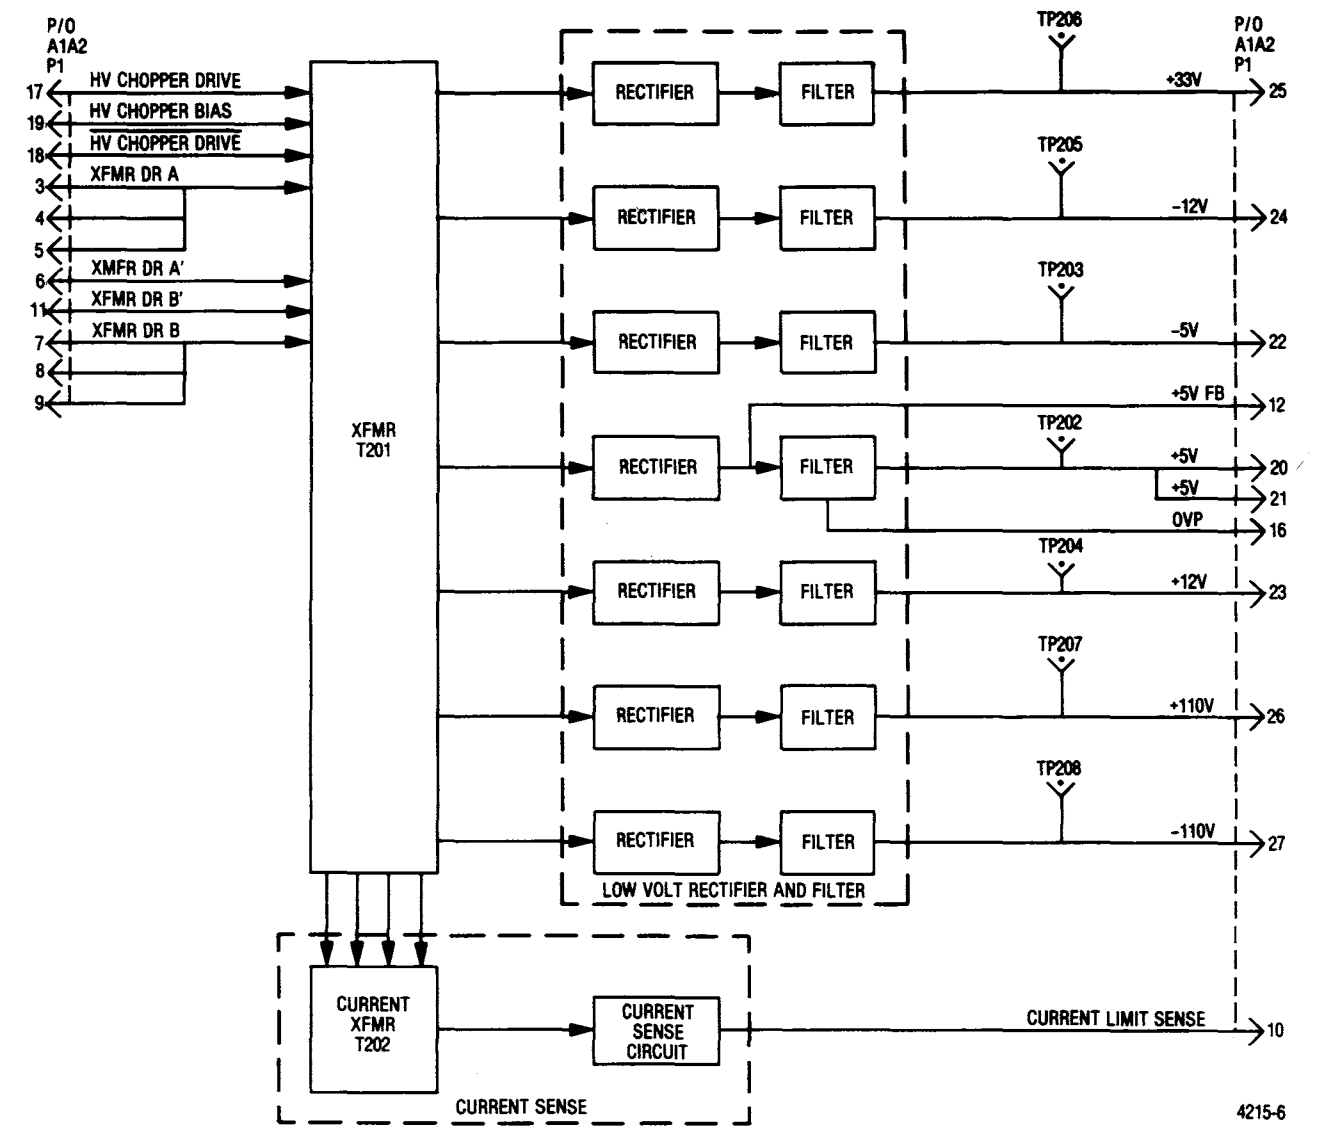 P/O
A1A2
P1
17 HV CHOPPER DRIVE
19 HV CHOPPER BIAS
18 HV CHOPPER DRIVE
3 XFMR DR A
4
5
6 XMFR DR A'
11 XFMR DR B'
7 XFMR DR B
8
9
XFMR
T201
RECTIFIER
FILTER
TP206
+33V
P/O
A1A2
P1
25
RECTIFIER
FILTER
TP205
-12V
24
RECTIFIER
FILTER
TP203
-5V
22
+5V FB
12
RECTIFIER
FILTER
TP202
+5V
20
+5V
21
OVP
16
RECTIFIER
FILTER
TP204
+12V
23
RECTIFIER
FILTER
TP207
+110V
26
RECTIFIER
FILTER
TP208
-110V
27
LOW VOLT RECTIFIER AND FILTER
CURRENT
XFMR
T202
CURRENT
SENSE
CIRCUIT
CURRENT LIMIT SENSE
10
CURRENT SENSE
4215-6